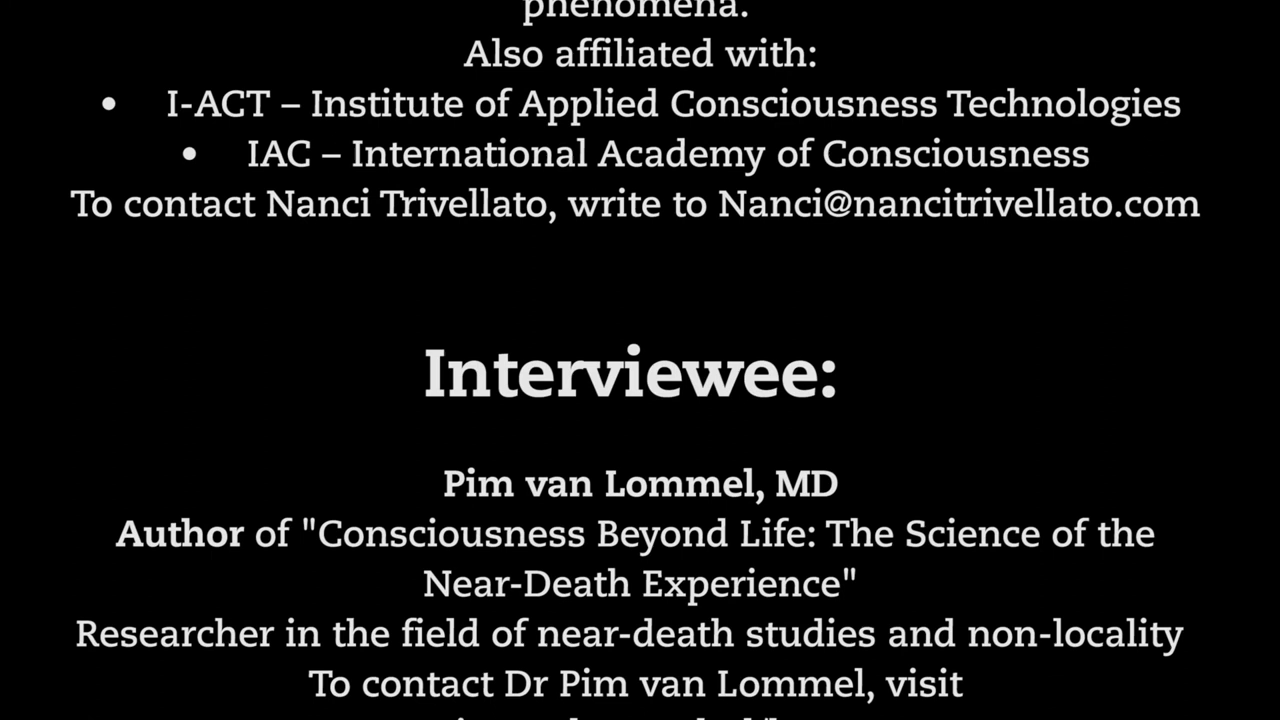 phenomena.
Also affiliated with:
• I-ACT – Institute of Applied Consciousness Technologies
• IAC – International Academy of Consciousness
To contact Nanci Trivellato, write to Nanci@nancitrivellato.com
Interviewee:
Pim van Lommel, MD
Author of "Consciousness Beyond Life: The Science of the
Near-Death Experience"
Researcher in the field of near-death studies and non-locality
To contact Dr Pim van Lommel, visit